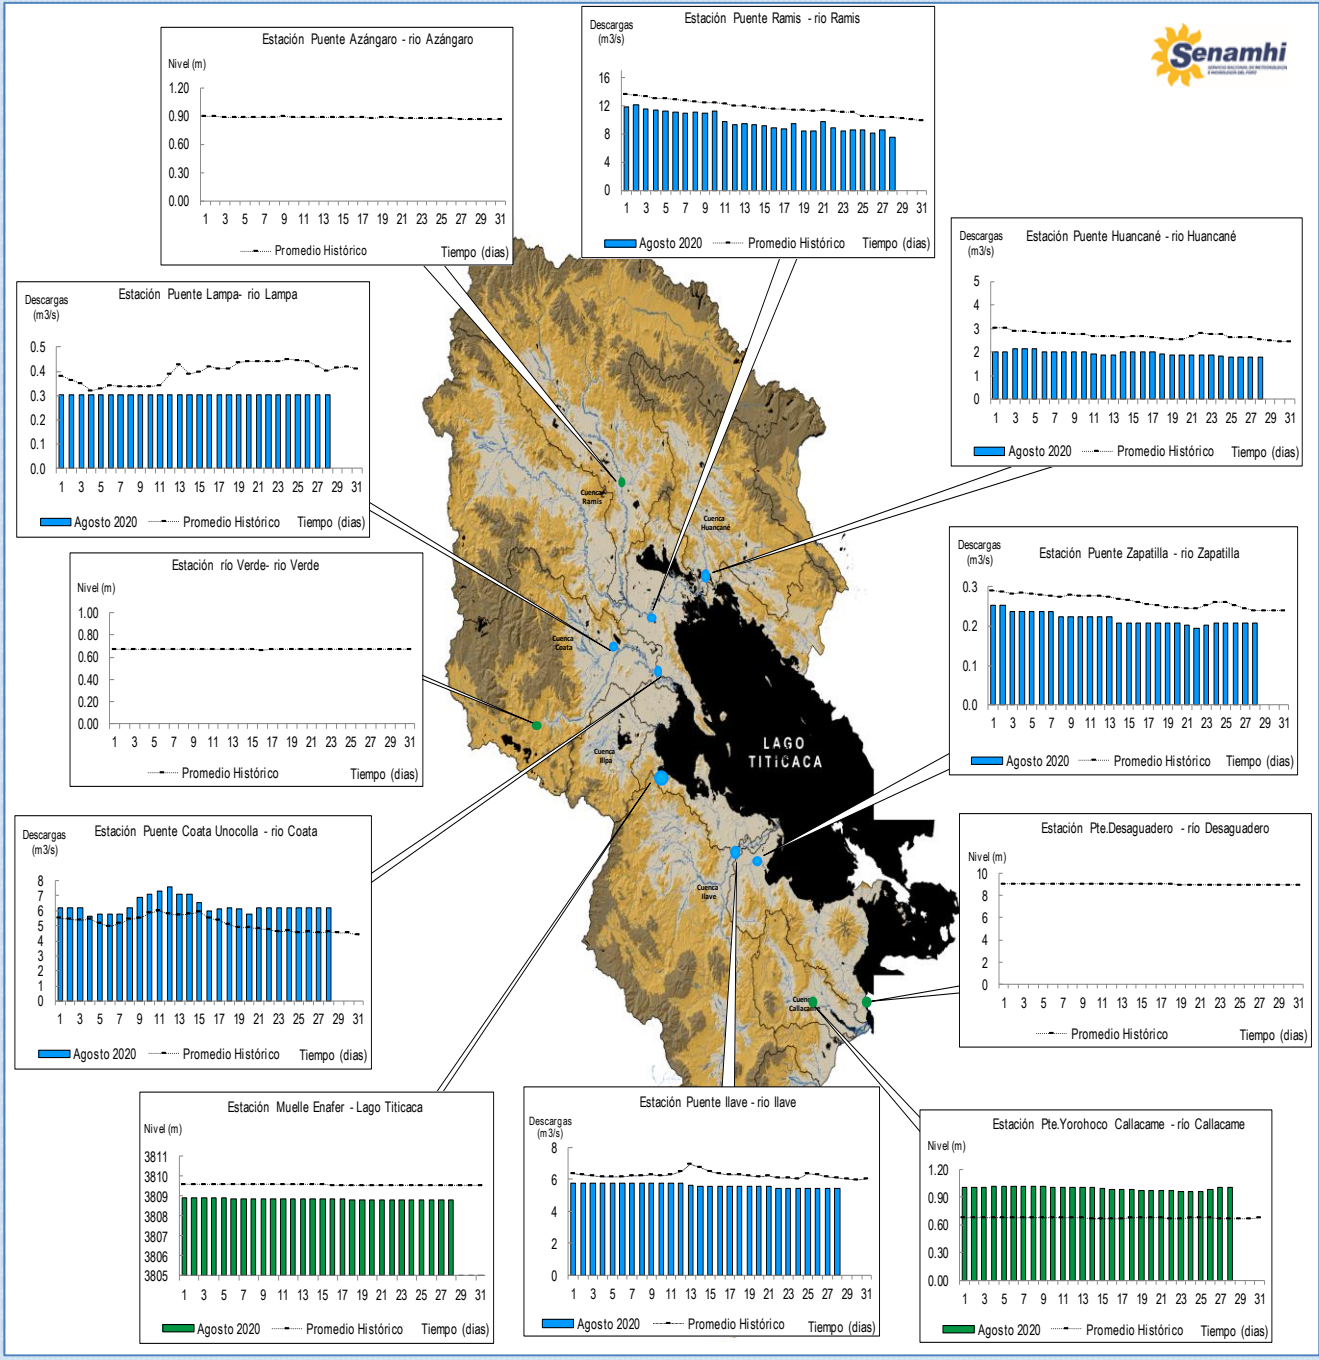 Estación Puente Azángaro - rio Azángaro
Nivel (m)
1.20
0.90
0.60
0.30
0.00
1 3 5 7 9 11 13 15 17 19 21 23 25 27 29 31
Promedio Histórico Tiempo (dias)
Estación Puente Ramis - rio Ramis
Descargas
(m3/s)
16
12
8
4
0
1 3 5 7 9 11 13 15 17 19 21 23 25 27 29 31
Agosto 2020 Promedio Histórico Tiempo (dias)
Senamhi
SERVICIO NACIONAL DE METEOROLOGÍA
E HIDROLOGÍA DEL PERÚ
Estación Puente Huancané - rio Huancané
Descargas
(m3/s)
5
4
3
2
1
0
1 3 5 7 9 11 13 15 17 19 21 23 25 27 29 31
Agosto 2020 Promedio Histórico Tiempo (dias)
Estación Puente Lampa- rio Lampa
Descargas
(m3/s)
0.5
0.4
0.3
0.2
0.1
0.0
1 3 5 7 9 11 13 15 17 19 21 23 25 27 29 31
Agosto 2020 Promedio Histórico Tiempo (dias)
Estación río Verde- rio Verde
Nivel (m)
1.00
0.80
0.60
0.40
0.20
0.00
1 3 5 7 9 11 13 15 17 19 21 23 25 27 29 31
Promedio Histórico Tiempo (dias)
Estación Puente Zapatilla - rio Zapatilla
Descargas
(m3/s)
0.3
0.2
0.1
0.0
1 3 5 7 9 11 13 15 17 19 21 23 25 27 29 31
Agosto 2020 Promedio Histórico Tiempo (dias)
Cuenca
Ramis
Cuenca
Huancané
Cuenca
Coata
Cuenca
Illpa
LAGO
TITICACA
Cuenca
Ilave
Cuenca
Callacame
Estación Puente Coata Unocolla - rio Coata
Descargas
(m3/s)
8
7
6
5
4
3
2
1
0
1 3 5 7 9 11 13 15 17 19 21 23 25 27 29 31
Agosto 2020 Promedio Histórico Tiempo (dias)
Estación Pte.Desaguadero - río Desaguadero
Nivel (m)
10
8
6
4
2
0
1 3 5 7 9 11 13 15 17 19 21 23 25 27 29 31
Promedio Histórico Tiempo (dias)
Estación Muelle Enafer - Lago Titicaca
Nivel (m)
3811
3810
3809
3808
3807
3806
3805
1 3 5 7 9 11 13 15 17 19 21 23 25 27 29 31
Agosto 2020 Promedio Histórico Tiempo (dias)
Estación Puente Ilave - rio Ilave
Descargas
(m3/s)
8
6
4
2
0
1 3 5 7 9 11 13 15 17 19 21 23 25 27 29 31
Agosto 2020 Promedio Histórico Tiempo (dias)
Estación Pte.Yorohoco Callacame - río Callacame
Nivel (m)
1.20
0.90
0.60
0.30
0.00
1 3 5 7 9 11 13 15 17 19 21 23 25 27 29 31
Agosto 2020 Promedio Histórico Tiempo (dias)